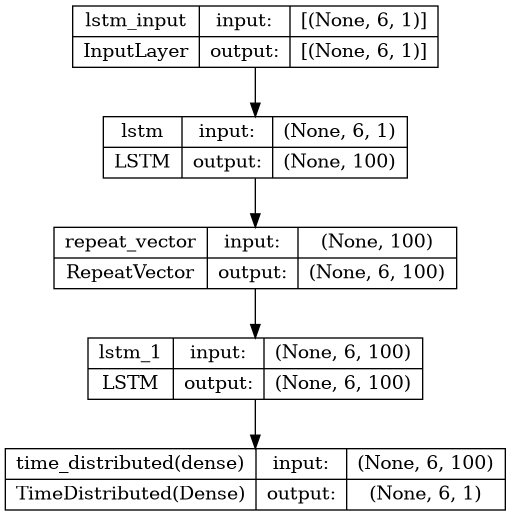 lstm_input input: [(None, 6, 1)]
InputLayer output: [(None, 6, 1)]
lstm input: (None, 6, 1)
LSTM output: (None, 100)
repeat_vector input: (None, 100)
RepeatVector output: (None, 6, 100)
lstm_1 input: (None, 6, 100)
LSTM output: (None, 6, 100)
time_distributed(dense) input: (None, 6, 100)
TimeDistributed(Dense) output: (None, 6, 1)